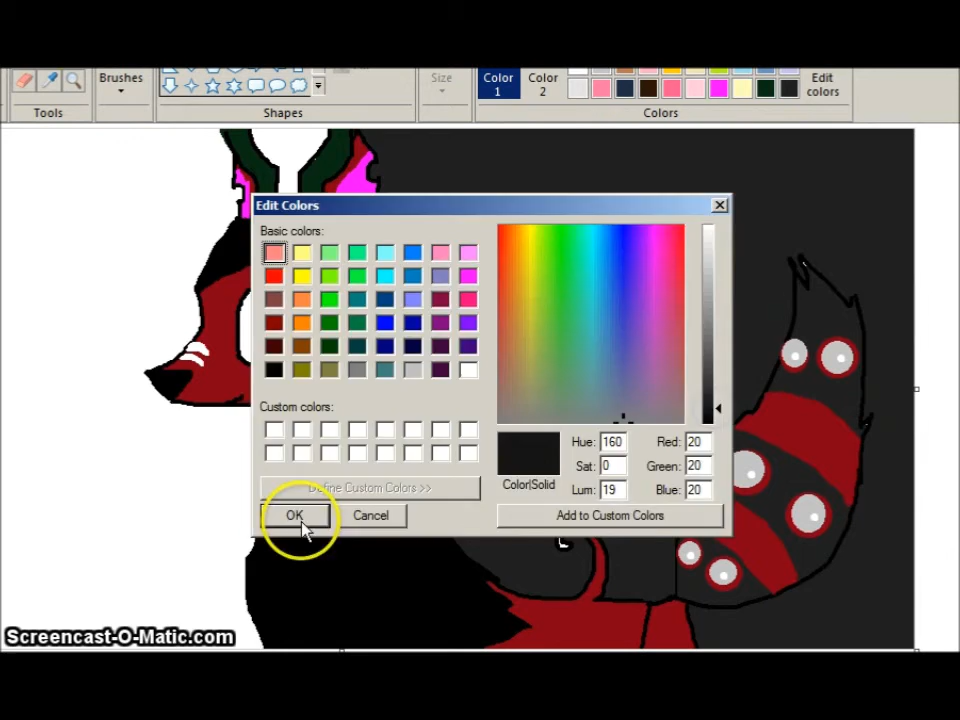 Brushes
Size
Color
1
Color
2
Edit
colors
Tools
Shapes
Colors
Edit Colors
Basic colors:
Custom colors:
Define Custom Colors >>
OK
Cancel
Color|Solid
Hue: 160
Sat: 0
Lum: 19
Red: 20
Green: 20
Blue: 20
Add to Custom Colors
Screencast-O-Matic.com